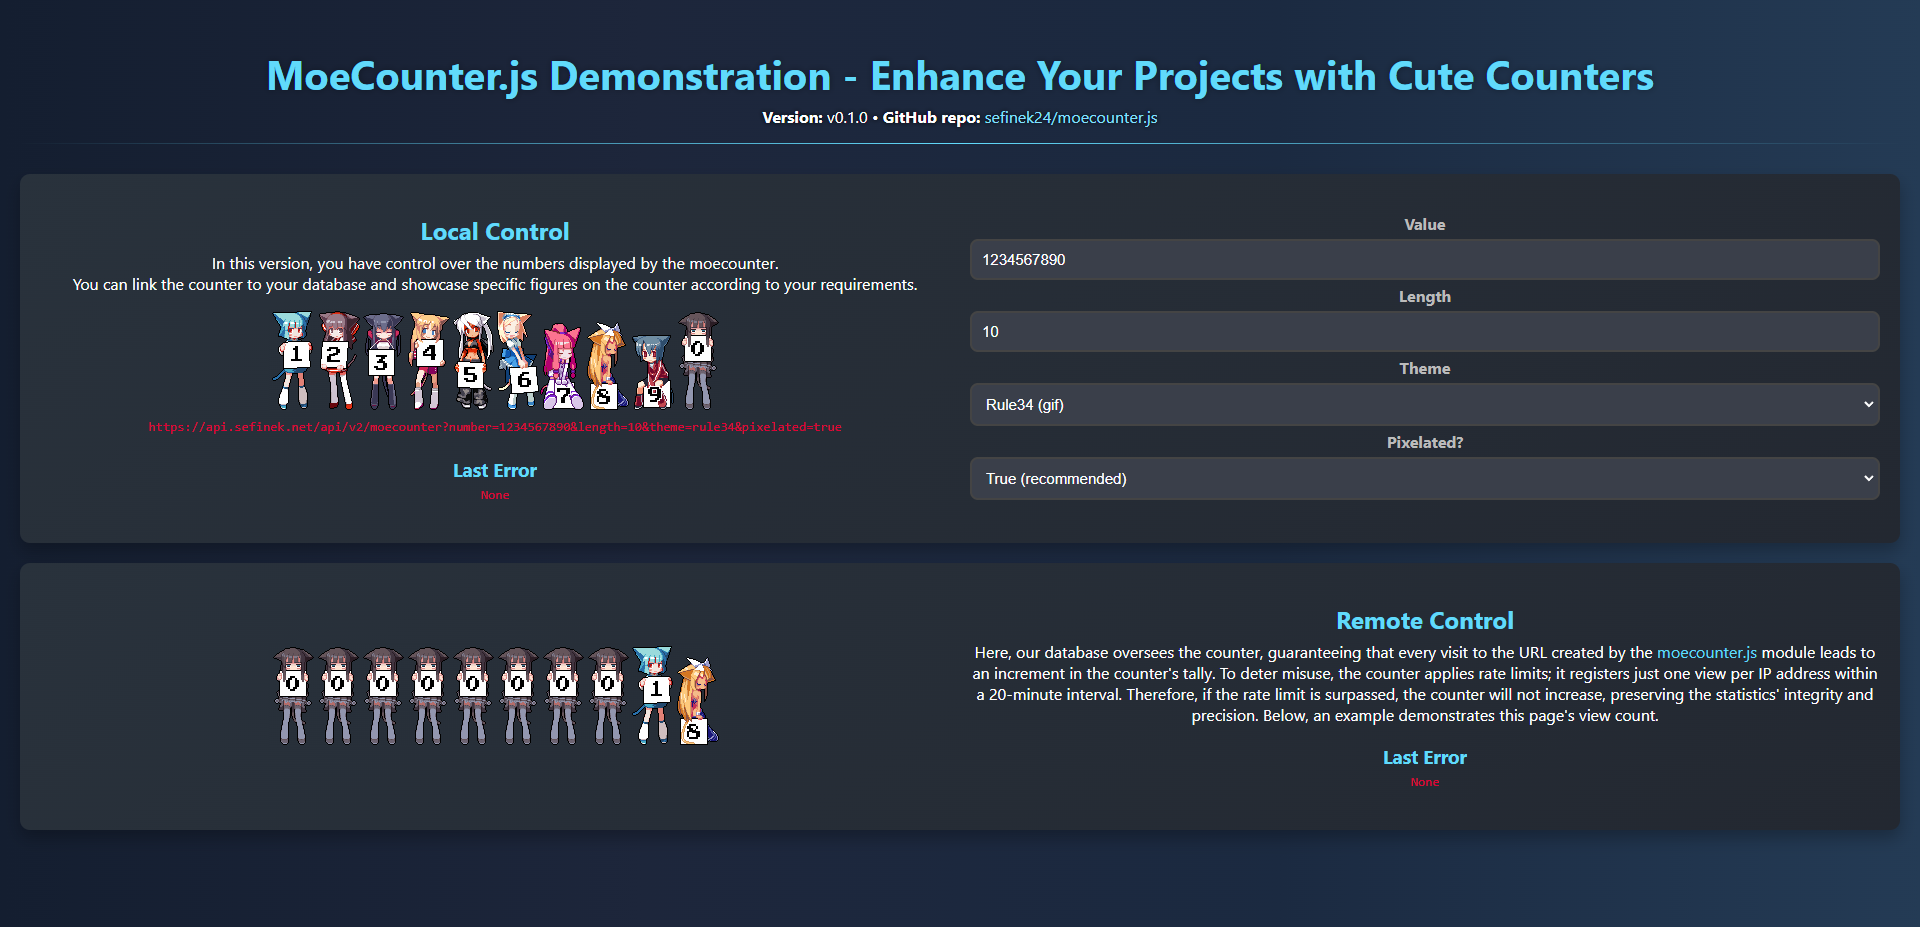 MoeCounter.js Demonstration - Enhance Your Projects with Cute Counters
Version: v0.1.0 • GitHub repo: sefinek24/moecounter.js
Local Control
In this version, you have control over the numbers displayed by the moecounter.
You can link the counter to your database and showcase specific figures on the counter according to your requirements.
1 2 3 4 5 6 7 8 9 0
https://api.sefinek.net/api/v2/moecounter?number=1234567890&length=10&theme=rule34&pixelated=true
Last Error
None
Value
1234567890
Length
10
Theme
Rule34 (gif)
Pixelated?
True (recommended)
0 0 0 0 0 0 0 0 1 8
Remote Control
Here, our database oversees the counter, guaranteeing that every visit to the URL created by the moecounter.js module leads to
an increment in the counter's tally. To deter misuse, the counter applies rate limits; it registers just one view per IP address within
a 20-minute interval. Therefore, if the rate limit is surpassed, the counter will not increase, preserving the statistics' integrity and
precision. Below, an example demonstrates this page's view count.
Last Error
None